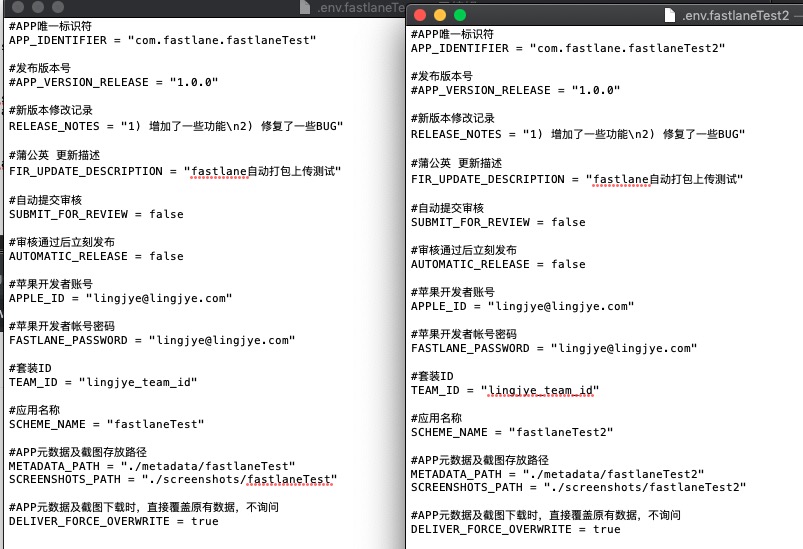 .env.fastlane
#APP唯一标识符
APP_IDENTIFIER = "com.fastlane.fastlaneTest"
#发布版本号
#APP_VERSION_RELEASE = "1.0.0"
#新版本修改记录
RELEASE_NOTES = "1) 增加了一些功能\n2) 修复了一些BUG"
#蒲公英 更新描述
FIR_UPDATE_DESCRIPTION = "fastlane自动打包上传测试"
#自动提交审核
SUBMIT_FOR_REVIEW = false
#审核通过后立刻发布
AUTOMATIC_RELEASE = false
#苹果开发者账号
APPLE_ID = "lingjye@lingjye.com"
#苹果开发者帐号密码
FASTLANE_PASSWORD = "lingjye@lingjye.com"
#套装ID
TEAM_ID = "lingjye_team_id"
#应用名称
SCHEME_NAME = "fastlaneTest"
#APP元数据及截图存放路径
METADATA_PATH = "./metadata/fastlaneTest"
SCREENSHOTS_PATH = "./screenshots/fastlaneTest"
#APP元数据及截图下载时，直接覆盖原有数据，不询问
DELIVER_FORCE_OVERWRITE = true
.env.fastlaneTest2 —
#APP唯一标识符
APP_IDENTIFIER = "com.fastlane.fastlaneTest2"
#发布版本号
#APP_VERSION_RELEASE = "1.0.0"
#新版本修改记录
RELEASE_NOTES = "1) 增加了一些功能\n2) 修复了一些BUG"
#蒲公英 更新描述
FIR_UPDATE_DESCRIPTION = "fastlane自动打包上传测试"
#自动提交审核
SUBMIT_FOR_REVIEW = false
#审核通过后立刻发布
AUTOMATIC_RELEASE = false
#苹果开发者账号
APPLE_ID = "lingjye@lingjye.com"
#苹果开发者帐号密码
FASTLANE_PASSWORD = "lingjye@lingjye.com"
#套装ID
TEAM_ID = "lingjye_team_id"
#应用名称
SCHEME_NAME = "fastlaneTest2"
#APP元数据及截图存放路径
METADATA_PATH = "./metadata/fastlaneTest2"
SCREENSHOTS_PATH = "./screenshots/fastlaneTest2"
#APP元数据及截图下载时，直接覆盖原有数据，不询问
DELIVER_FORCE_OVERWRITE = true